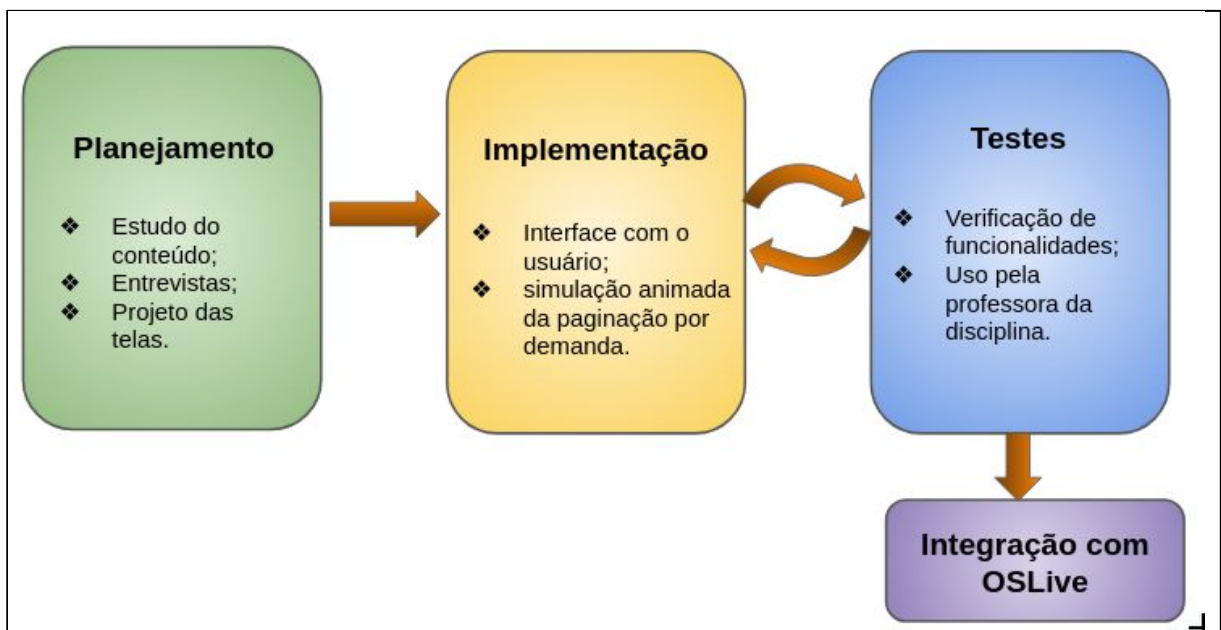 Planejamento
❖ Estudo do
conteúdo;
❖ Entrevistas;
❖ Projeto das
telas.
Implementação
❖ Interface com o
usuário;
❖ simulação animada
da paginação por
demanda.
Testes
❖ Verificação de
funcionalidades;
❖ Uso pela
professora da
disciplina.
Integração com
OSLive